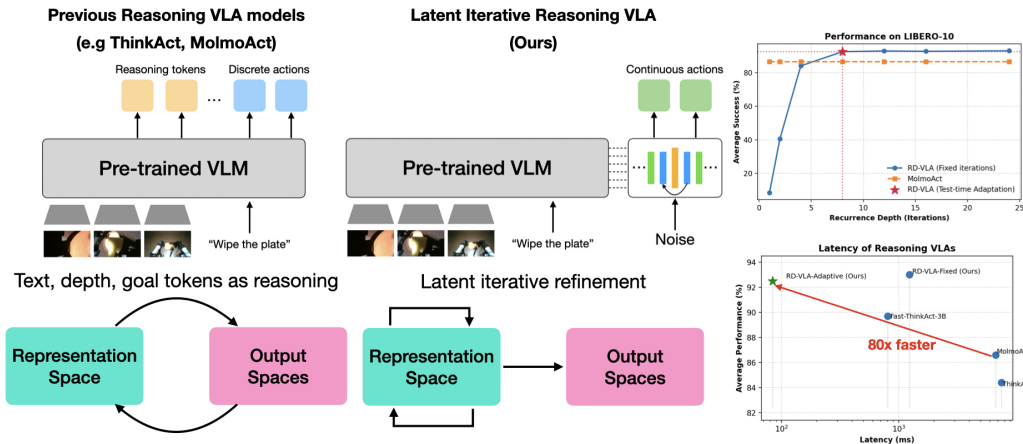 Previous Reasoning VLA models
(e.g ThinkAct, MolmoAct)
Reasoning tokens
Discrete actions
...
Pre-trained VLM
"Wipe the plate"
Text, depth, goal tokens as reasoning
Representation
Space
Output
Spaces
Latent Iterative Reasoning VLA
(Ours)
Continuous actions
Pre-trained VLM
"Wipe the plate"
Noise
Latent iterative refinement
Representation
Space
Output
Spaces
Performance on LIBERO-10
Average Success (%)
80
60
40
20
RD-VLA (Fixed iterations)
MolmoAct
RD-VLA (Test-time Adaptation)
0 5 10 15 20 25
Recurrence Depth (Iterations)
Latency of Reasoning VLAs
Average Performance (%)
94
92
90
88
86
84
82
RD-VLA-Adaptive (Ours)
RD-VLA-Fixed (Ours)
Fast-ThinkAct-3B
80x faster
MolmoA
ThinkA
10² 10³
Latency (ms)